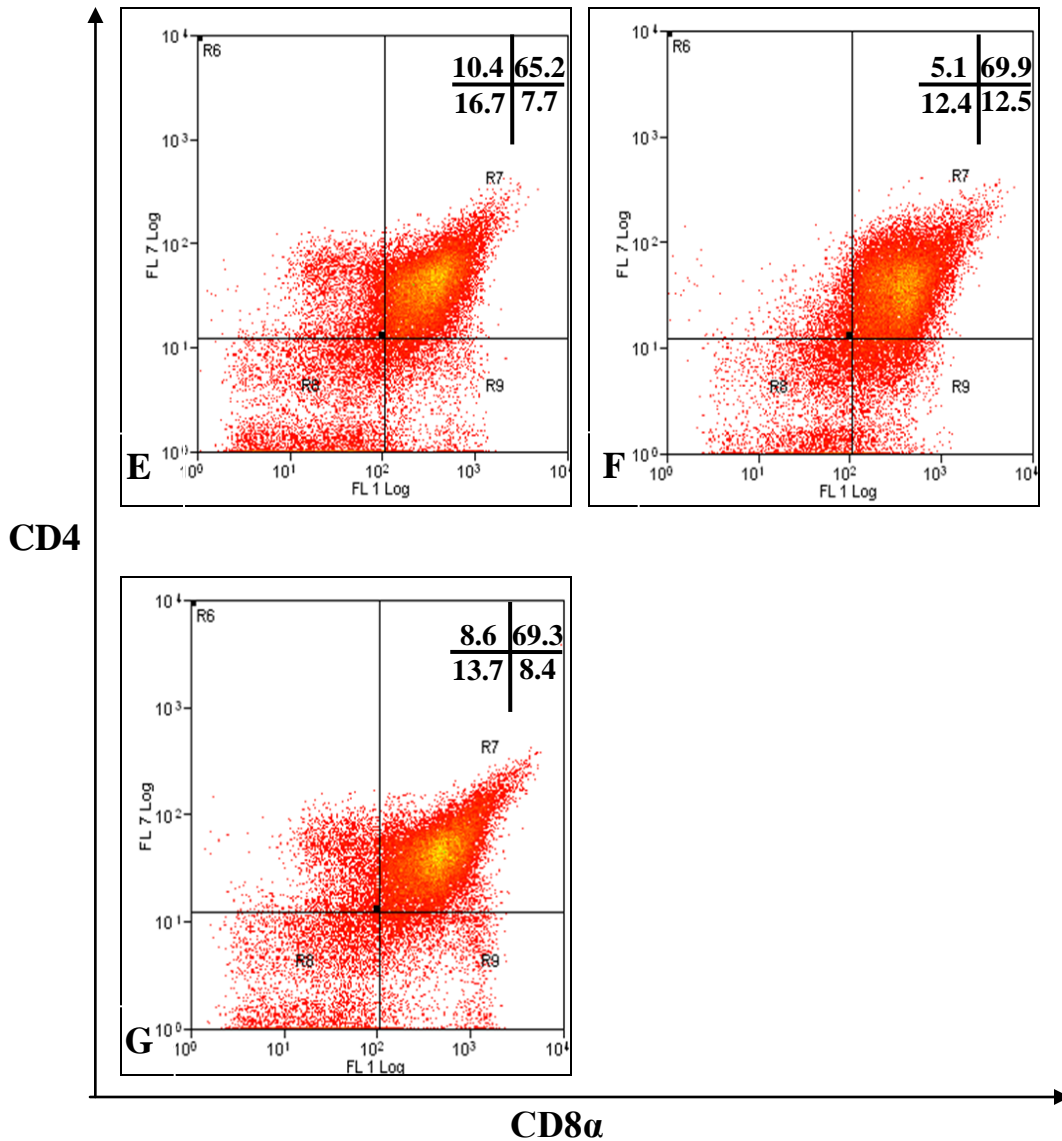 10⁴
R6
10.4 65.2
16.7 7.7
10³
R7
FL 7 Log
10²
10¹
R8
R9
10⁰
10⁰ 10¹ 10² 10³ 10⁴
FL 1 Log
E
10⁴
R6
5.1 69.9
12.4 12.5
10³
R7
FL 7 Log
10²
10¹
R8
R9
10⁰
10⁰ 10¹ 10² 10³ 10⁴
FL 1 Log
F
CD4
10⁴
R6
8.6 69.3
13.7 8.4
10³
R7
FL 7 Log
10²
10¹
R8
R9
10⁰
10⁰ 10¹ 10² 10³ 10⁴
FL 1 Log
G
CD8α